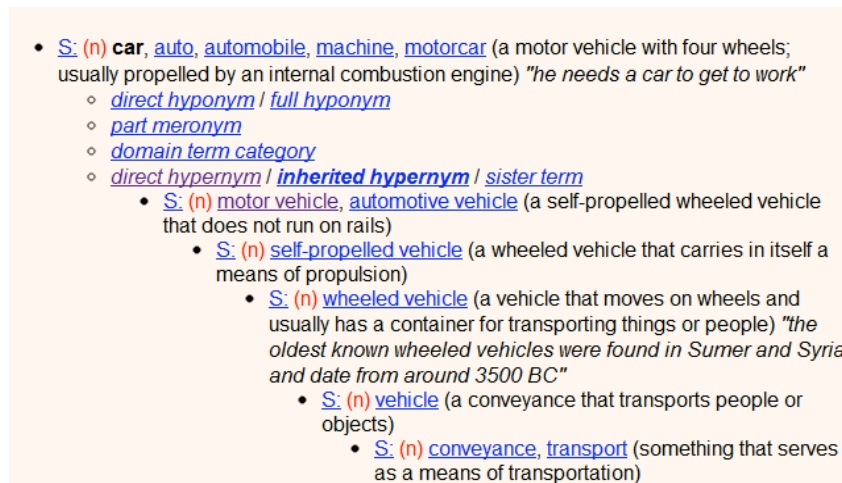 • S: (n) car, auto, automobile, machine, motorcar (a motor vehicle with four wheels;
usually propelled by an internal combustion engine) "he needs a car to get to work"
◦ direct hyponym / full hyponym
◦ part meronym
◦ domain term category
◦ direct hypernym / inherited hypernym / sister term
• S: (n) motor vehicle, automotive vehicle (a self-propelled wheeled vehicle
that does not run on rails)
• S: (n) self-propelled vehicle (a wheeled vehicle that carries in itself a
means of propulsion)
• S: (n) wheeled vehicle (a vehicle that moves on wheels and
usually has a container for transporting things or people) "the
oldest known wheeled vehicles were found in Sumer and Syria
and date from around 3500 BC"
• S: (n) vehicle (a conveyance that transports people or
objects)
• S: (n) conveyance, transport (something that serves
as a means of transportation)